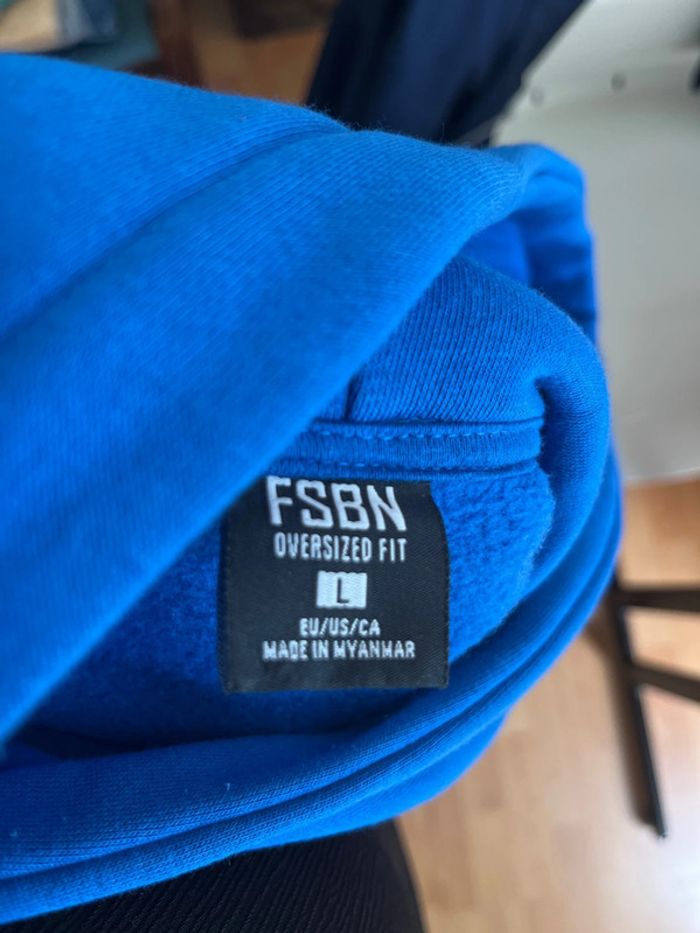 FSBN
OVERSIZED FIT
L
EU/US/CA
MADE IN MYANMAR